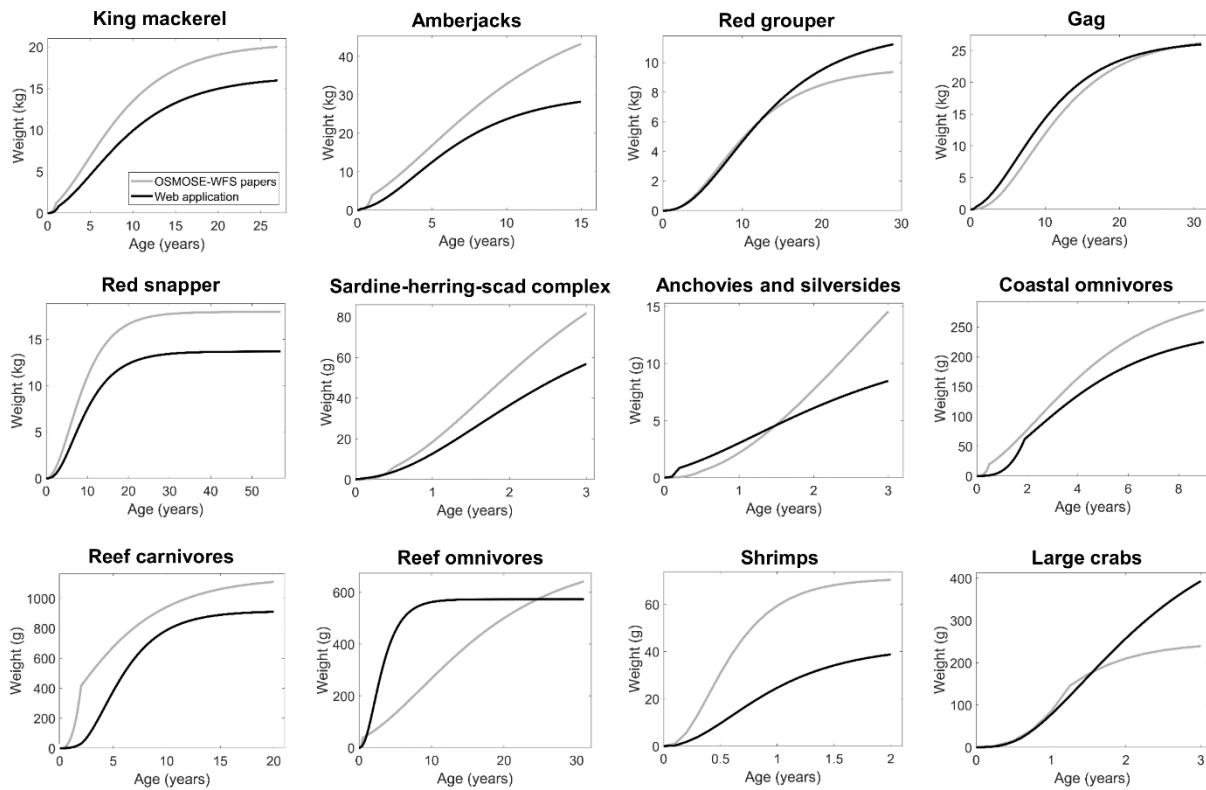 King mackerel
Weight (kg)
20
15
10
5
0
0 5 10 15 20 25
Age (years)
OSMOSE-WFS papers
Web application
Amberjacks
Weight (kg)
40
30
20
10
0
0 5 10 15
Age (years)
Red grouper
Weight (kg)
10
8
6
4
2
0
0 10 20 30
Age (years)
Gag
Weight (kg)
25
20
15
10
5
0
0 10 20 30
Age (years)
Red snapper
Weight (kg)
15
10
5
0
0 10 20 30 40 50
Age (years)
Sardine-herring-scad complex
Weight (g)
80
60
40
20
0
0 1 2 3
Age (years)
Anchovies and silversides
Weight (g)
15
10
5
0
0 1 2 3
Age (years)
Coastal omnivores
Weight (g)
250
200
150
100
50
0
0 2 4 6 8
Age (years)
Reef carnivores
Weight (g)
1000
800
600
400
200
0
0 5 10 15 20
Age (years)
Reef omnivores
Weight (g)
600
400
200
0
0 10 20 30
Age (years)
Shrimps
Weight (g)
60
40
20
0
0 0.5 1 1.5 2
Age (years)
Large crabs
Weight (g)
400
300
200
100
0
0 1 2 3
Age (years)